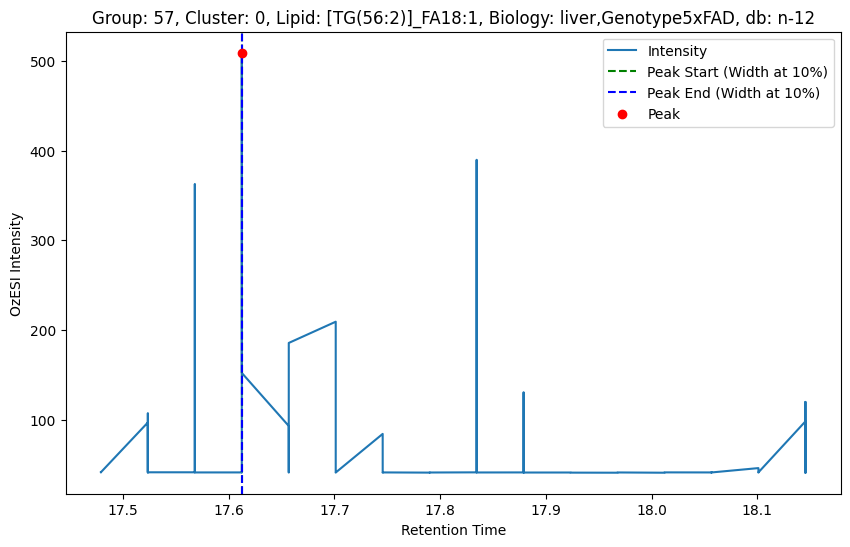 Group: 57, Cluster: 0, Lipid: [TG(56:2)]_FA18:1, Biology: liver,Genotype5xFAD, db: n-12
Intensity
Peak Start (Width at 10%)
Peak End (Width at 10%)
Peak
500
400
300
200
100
OzESI Intensity
17.5 17.6 17.7 17.8 17.9 18.0 18.1
Retention Time